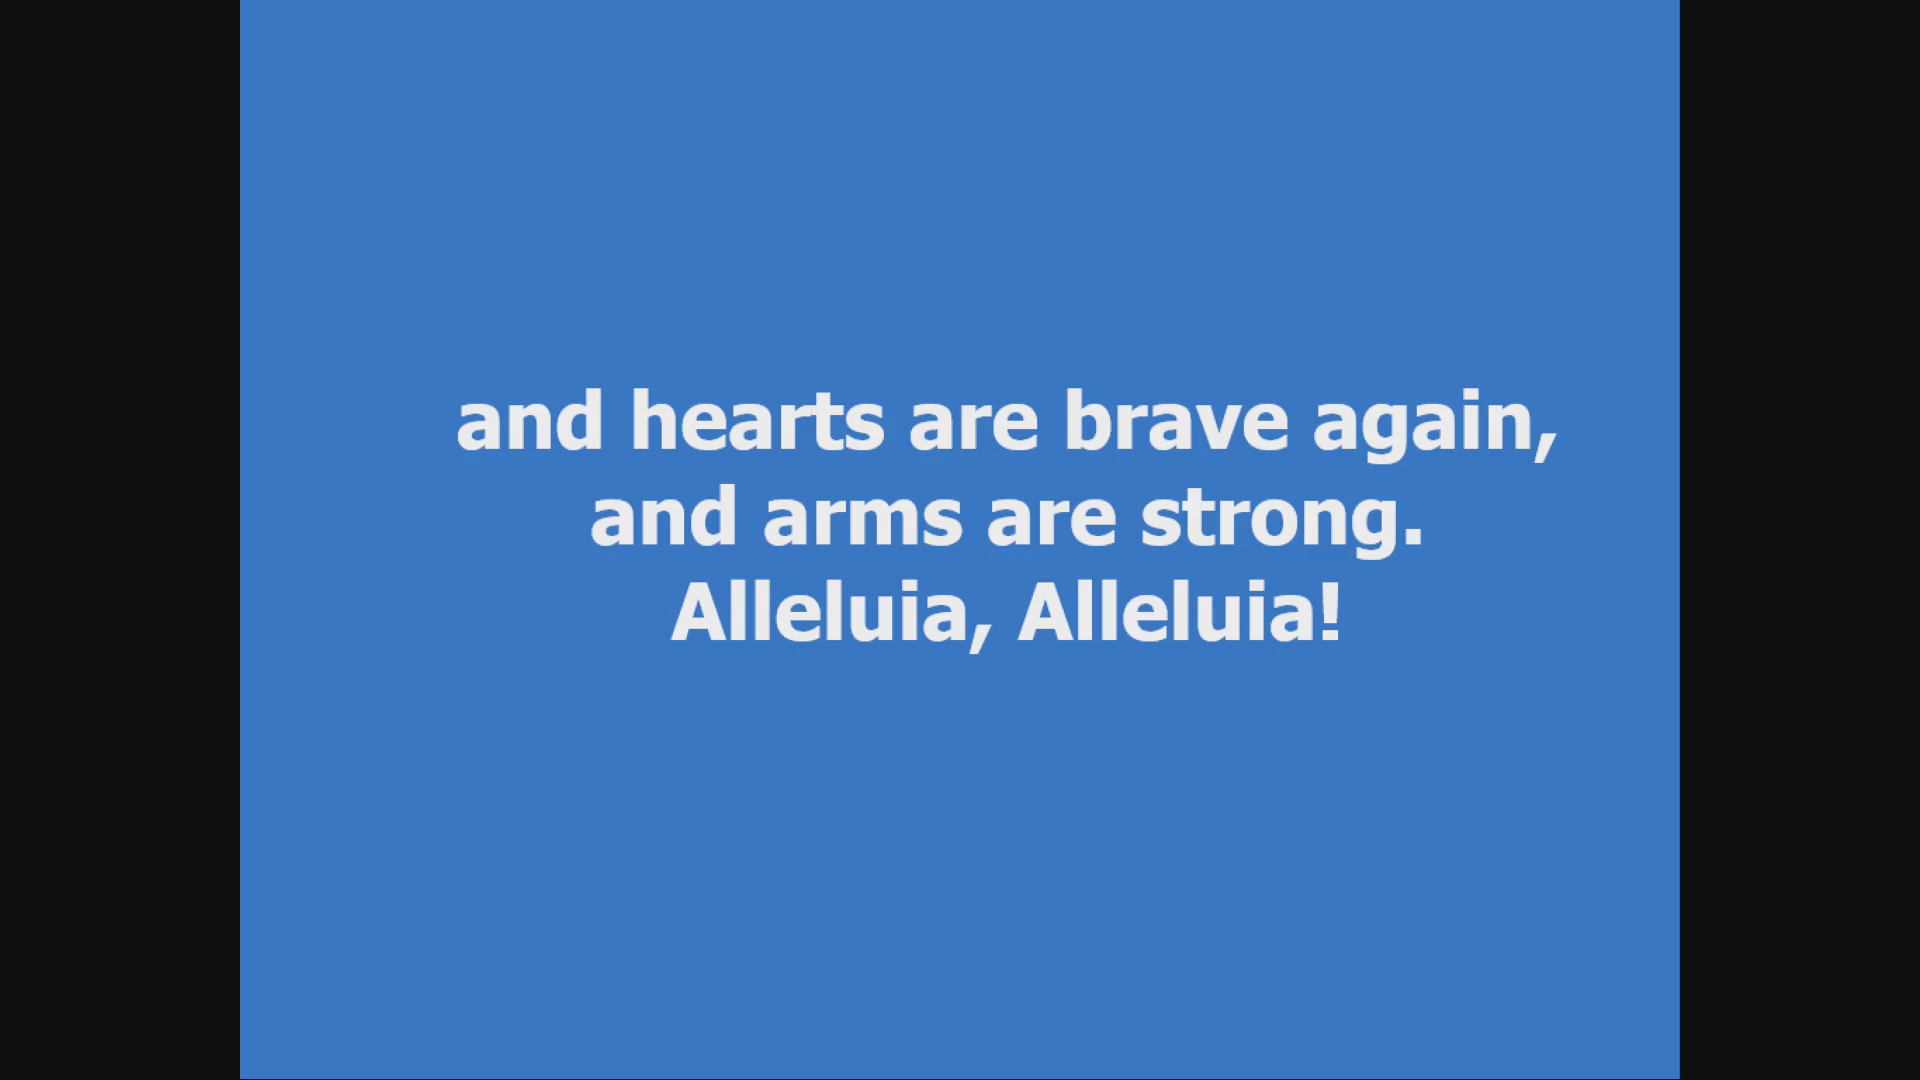 and hearts are brave again,
and arms are strong.
Alleluia, Alleluia!